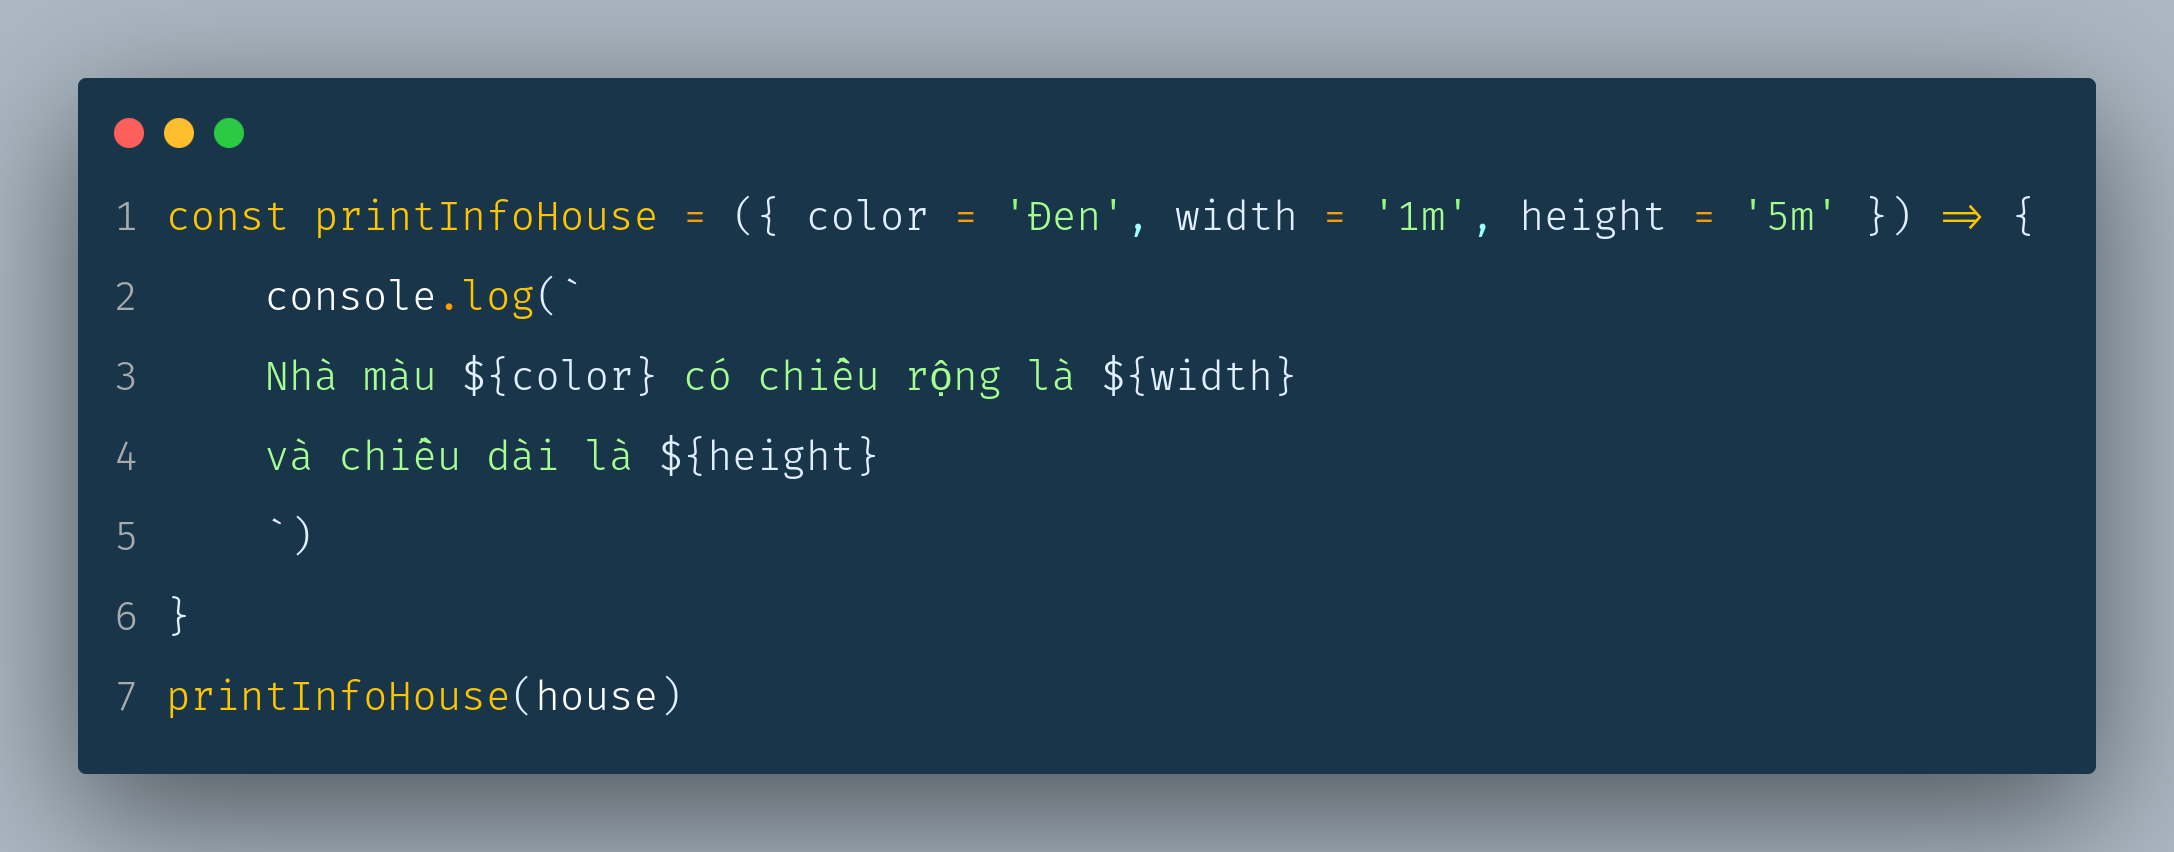 1 const printInfoHouse = ({ color = 'Đen', width = '1m', height = '5m' }) => {
2     console.log(`
3     Nhà màu ${color} có chiều rộng là ${width}
4     và chiều dài là ${height}
5     `)
6 }
7 printInfoHouse(house)